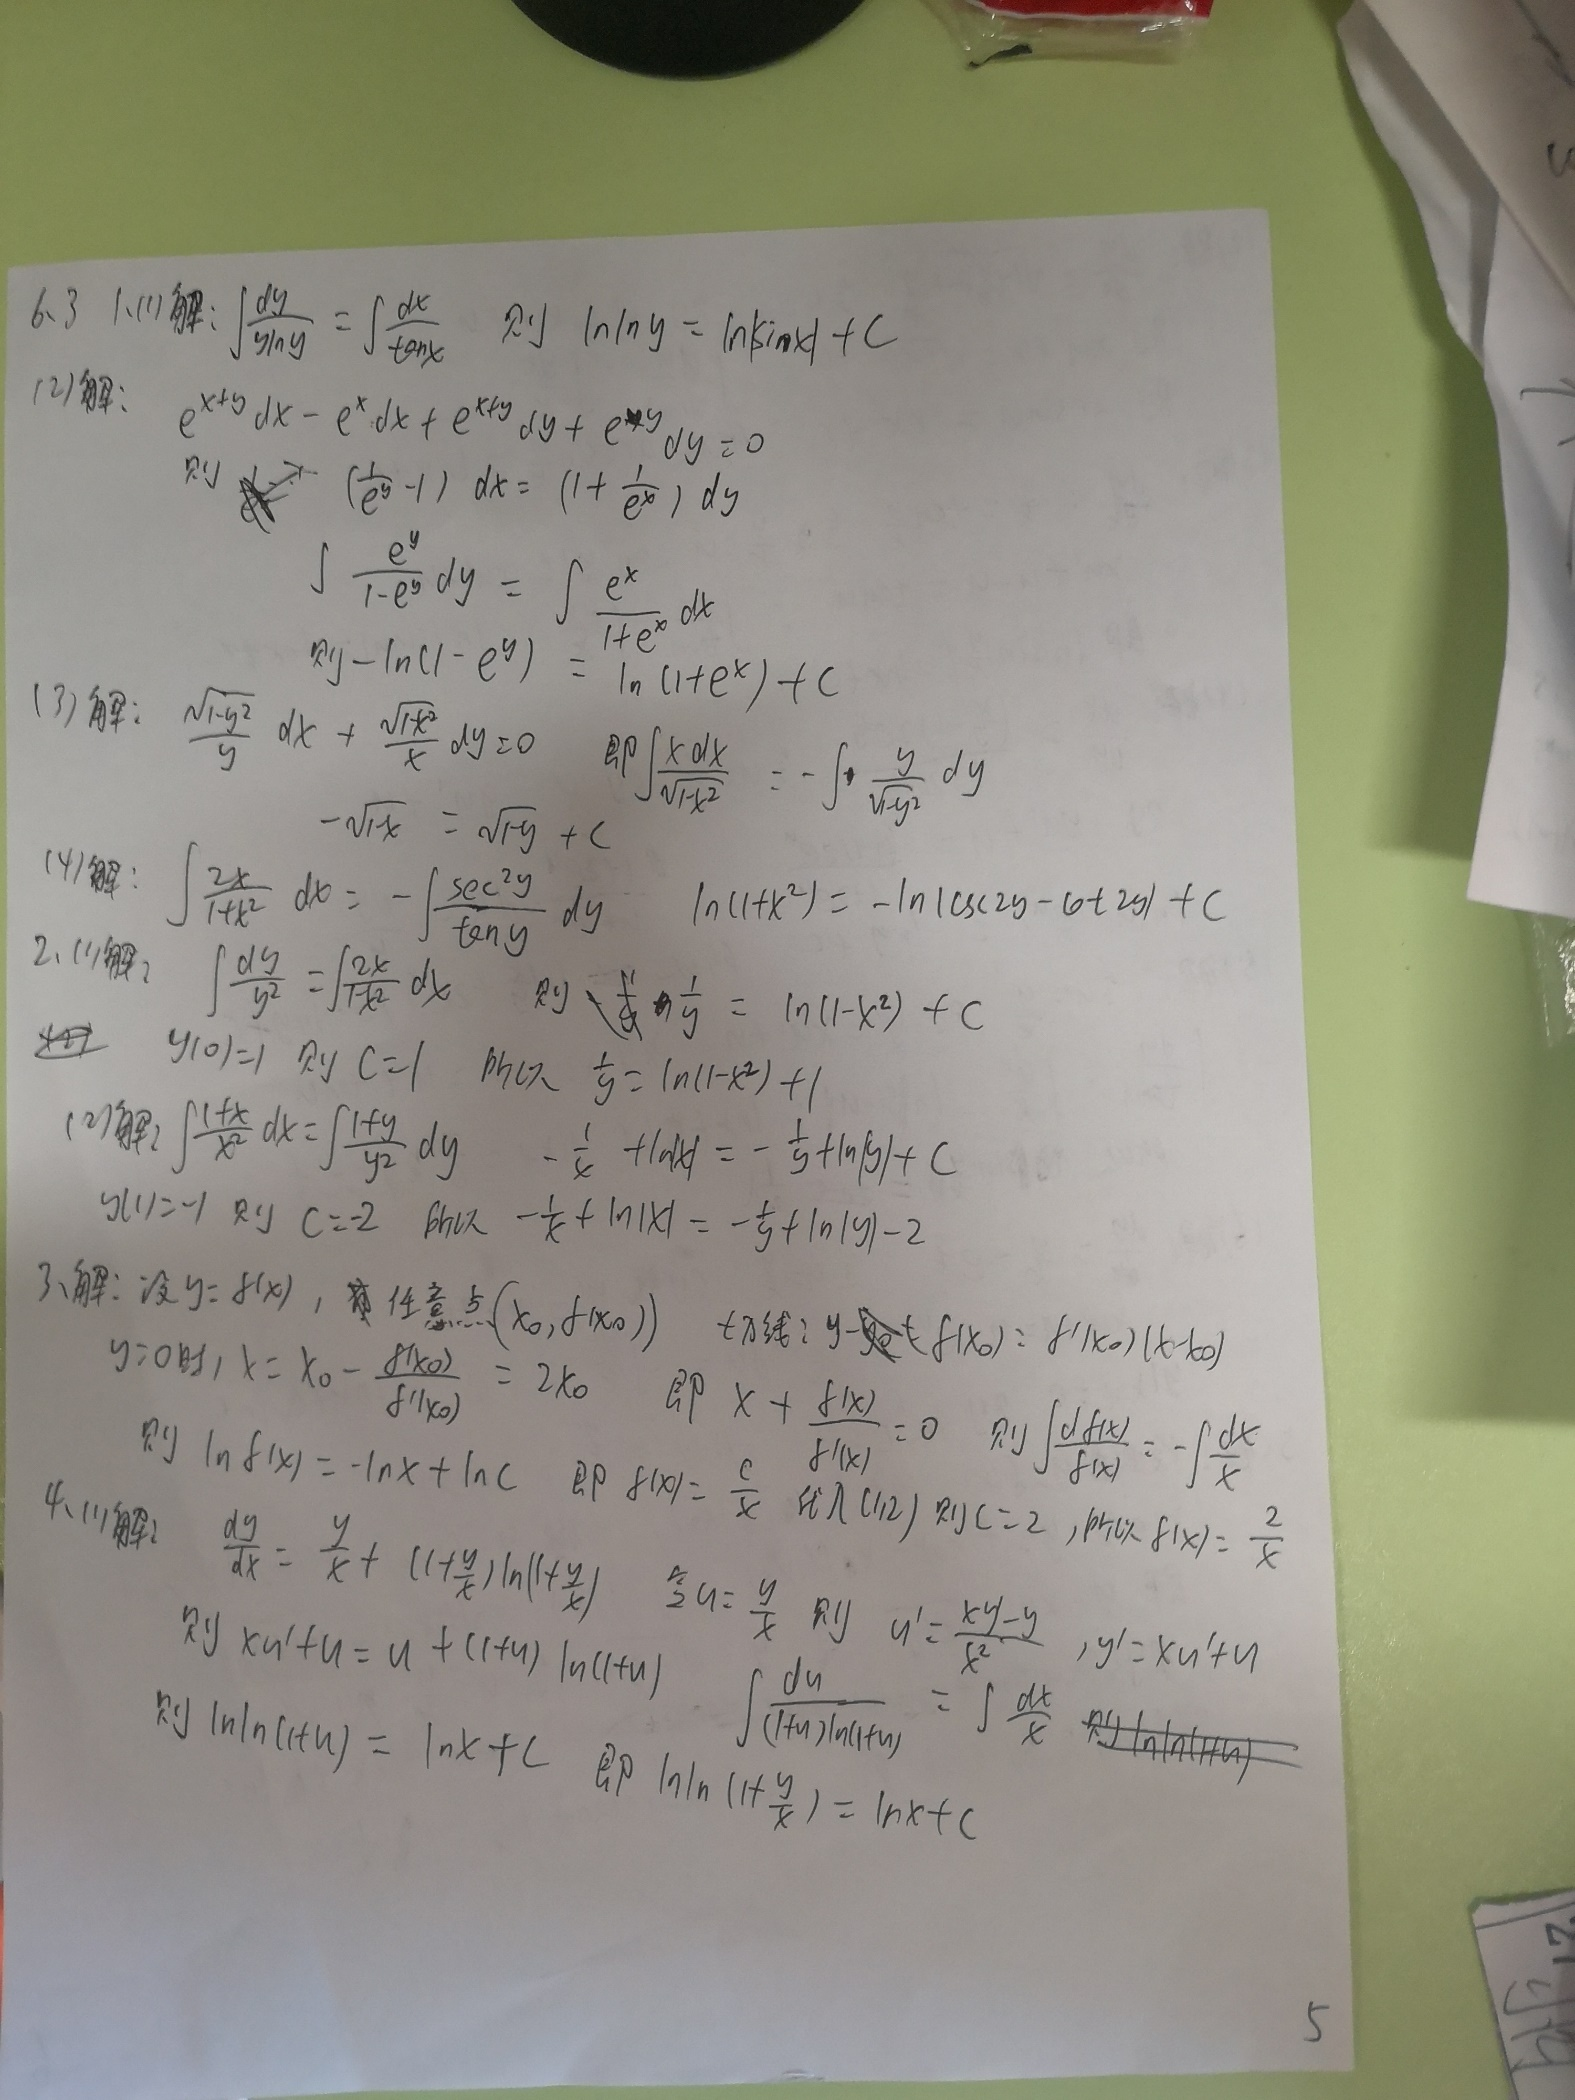 6.3 1.(1)解: ∫dy/(ylny) = ∫dx/tanx 则 lnlny = ln|sinx| + C
(2)解: e^(x+y)dx - e^x dx + e^(x+y)dy + e^y dy = 0
则 (1/e^y - 1) dx = (1 + 1/e^x) dy
∫ e^y/(1-e^y) dy = ∫ e^x/(1+e^x) dx
则 -ln(1-e^y) = ln(1+e^x) + C
(3)解: √(1-y²)/y dx + √(1-x²)/x dy = 0 即 ∫xdx/√(1-x²) = -∫ y/√(1-y²) dy
-√(1-x) = √(1-y) + C
(4)解: ∫2x/(1+x²) dx = -∫sec²y/tany dy ln(1+x²) = -ln|csc2y - cot2y| + C
2.(1)解: ∫dy/y² = ∫2x/(1-x²) dx 则 1/y = ln(1-x²) + C
y(0)=1 则 C=1 所以 1/y = ln(1-x²) + 1
(2)解: ∫(1+x)/x² dx = ∫(1+y)/y² dy -1/x + ln|x| = -1/y + ln|y| + C
y(1)=-1 则 C=-2 所以 -1/x + ln|x| = -1/y + ln|y| - 2
3.解: 设y=f(x), 任意点(x₀, f(x₀)) 切线: y-f(x₀) = f'(x₀)(x-x₀)
y=0时, x = x₀ - f(x₀)/f'(x₀) = 2x₀ 即 x + f(x)/f'(x) = 0 则 ∫df(x)/f(x) = -∫dx/x
则 lnf(x) = -lnx + lnC 即 f(x) = C/x 代入(1,2) 则C=2, 所以 f(x) = 2/x
4.(1)解: dy/dx = y/x + (1+y/x)ln(1+y/x) 令u = y/x 则 u' = (xy'-y)/x², y' = xu'+u
则 xu'+u = u + (1+u)ln(1+u) ∫du/((1+u)ln(1+u)) = ∫dx/x
则 lnln(1+u) = lnx + C 即 lnln(1+y/x) = lnx + C
5